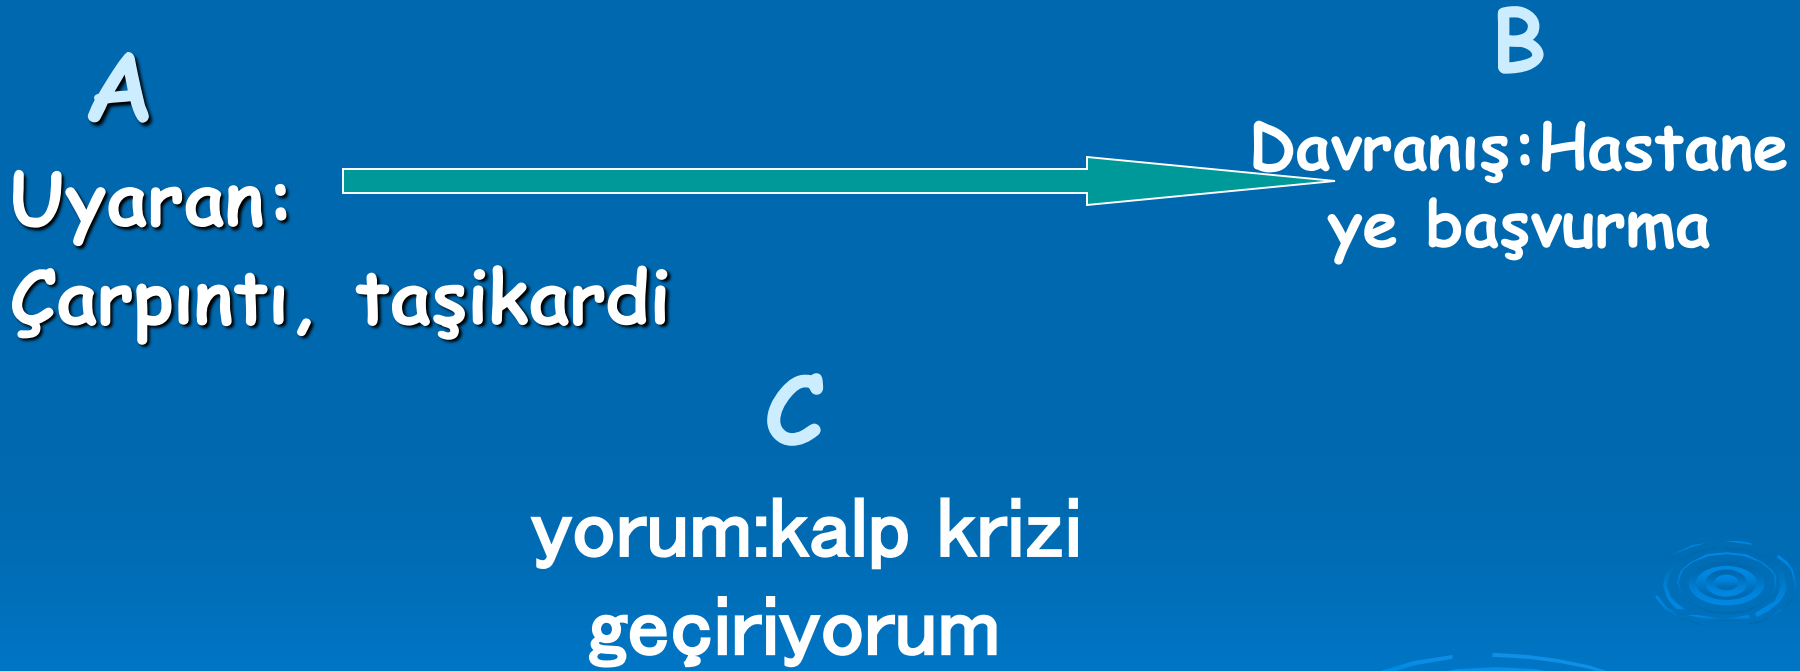 A
Uyaran:
Çarpıntı, taşikardi
B
Davranış:Hastane
ye başvurma
C
yorum:kalp krizi
geçiriyorum